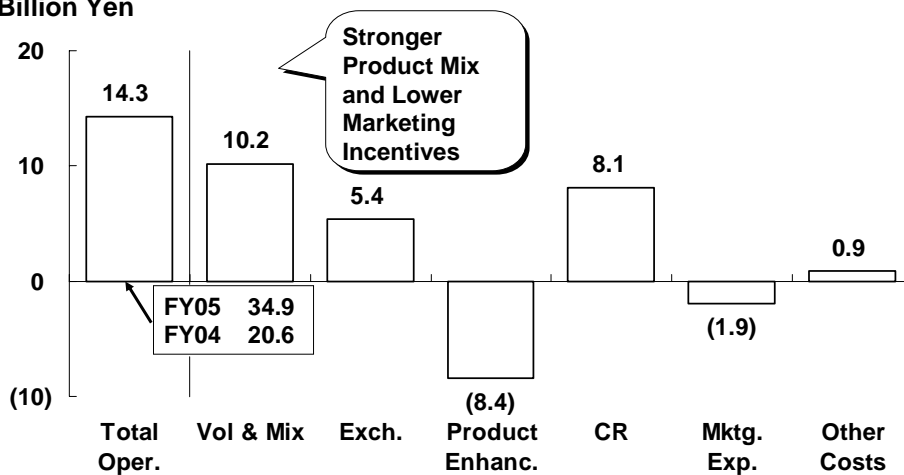 Billion Yen
Stronger
Product Mix
and Lower
Marketing
Incentives
20
14.3
10.2
10
8.1
5.4
0.9
0
FY05 34.9
FY04 20.6
(1.9)
(8.4)
(10)
Total
Oper.
Vol & Mix
Exch.
Product
Enhanc.
CR
Mktg.
Exp.
Other
Costs